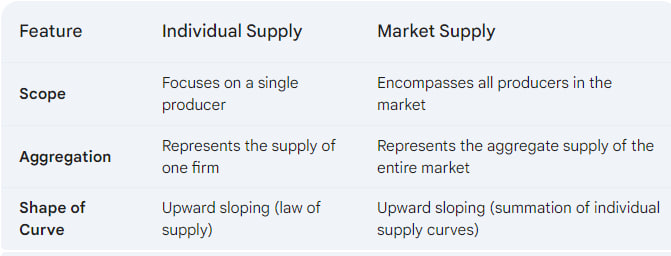 Feature Individual Supply Market Supply
Scope Focuses on a single producer Encompasses all producers in the market
Aggregation Represents the supply of one firm Represents the aggregate supply of the entire market
Shape of Curve Upward sloping (law of supply) Upward sloping (summation of individual supply curves)